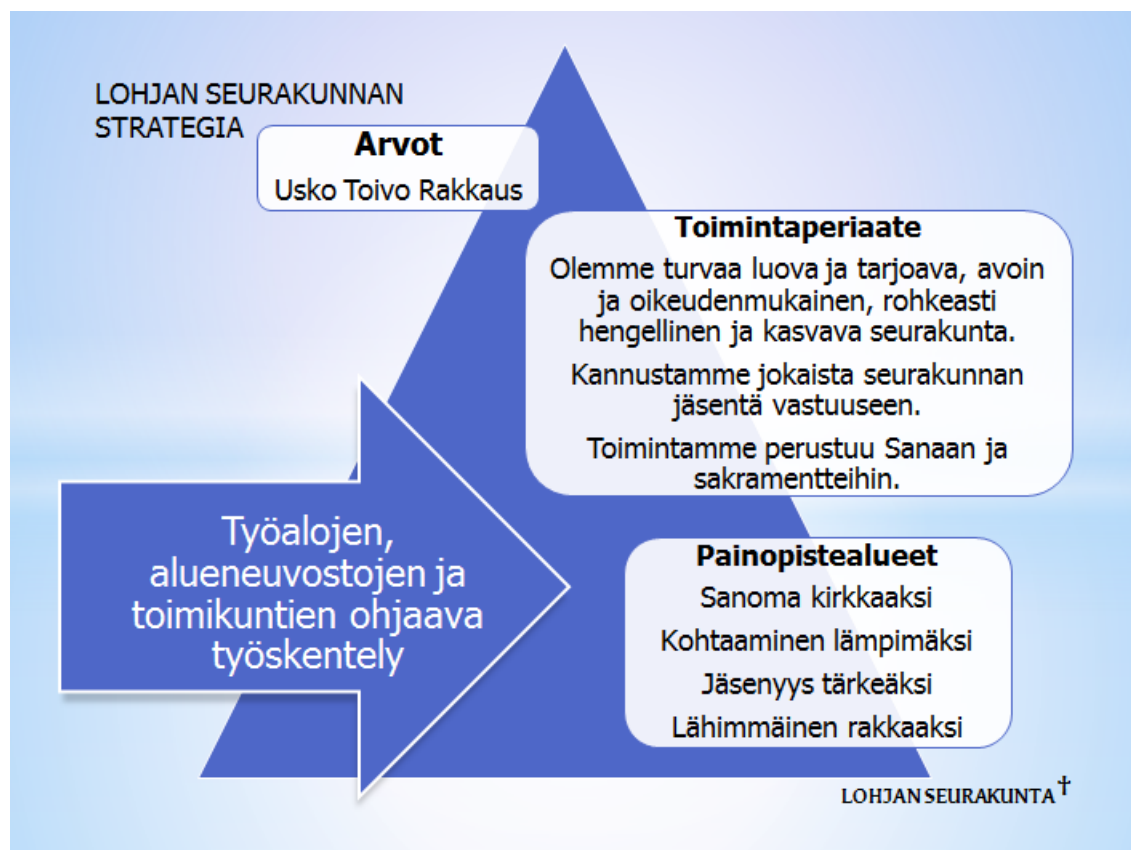 LOHJAN SEURAKUNNAN
STRATEGIA
Arvot
Usko Toivo Rakkaus
Toimintaperiaate
Olemme turvaa luova ja tarjoava, avoin
ja oikeudenmukainen, rohkeasti
hengellinen ja kasvava seurakunta.
Kannustamme jokaista seurakunnan
jäsentä vastuuseen.
Toimintamme perustuu Sanaan ja
sakramentteihin.
Työalojen,
alueneuvostojen ja
toimikuntien ohjaava
työskentely
Painopistealueet
Sanoma kirkkaaksi
Kohtaaminen lämpimäksi
Jäsenyys tärkeäksi
Lähimmäinen rakkaaksi
LOHJAN SEURAKUNTA